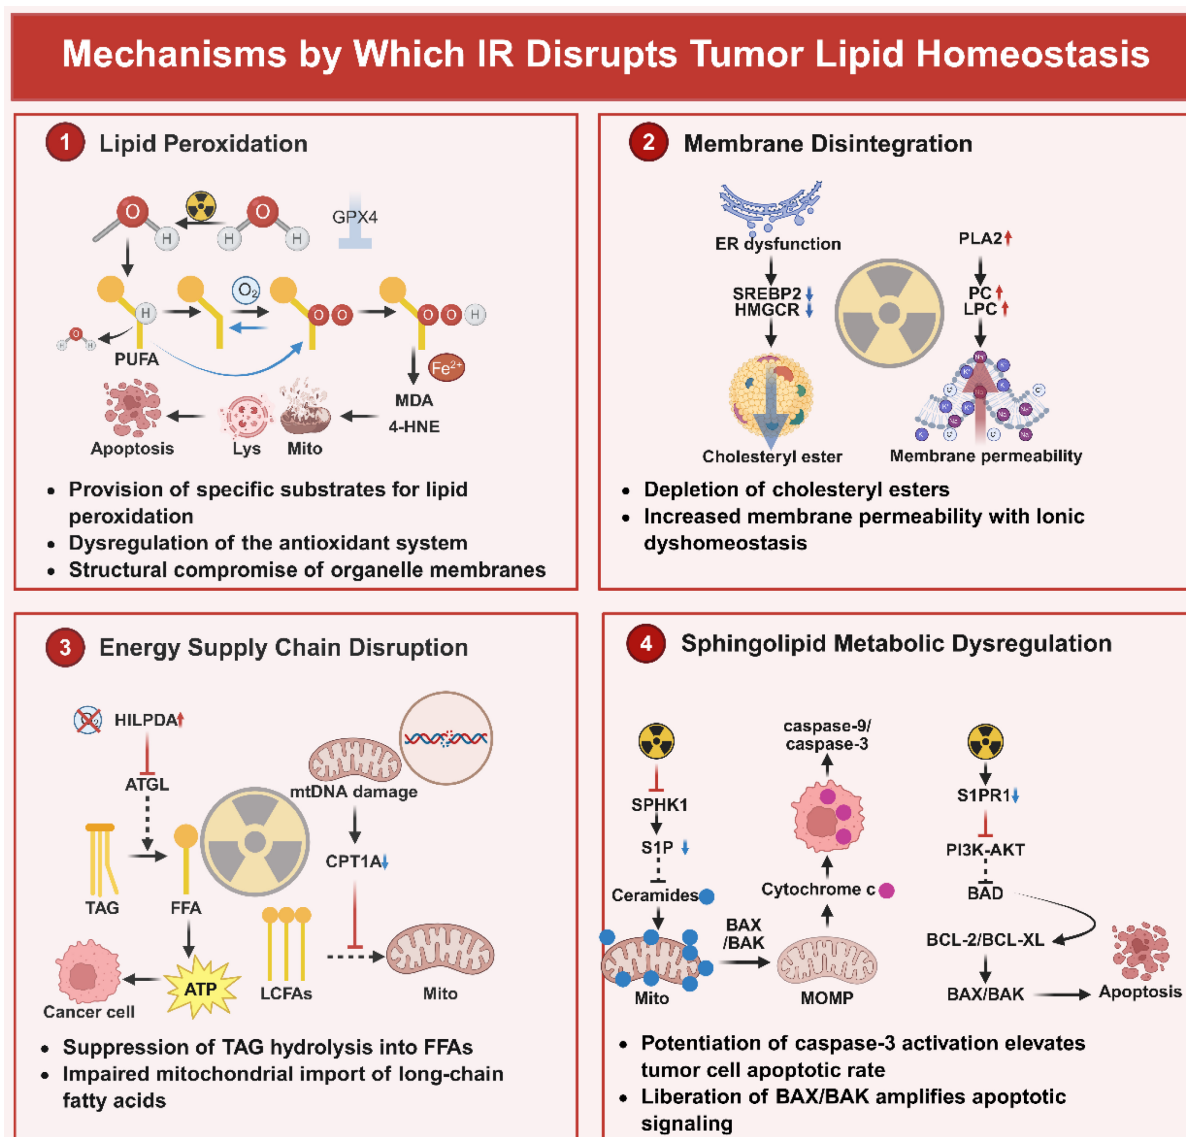 Mechanisms by Which IR Disrupts Tumor Lipid Homeostasis
1 Lipid Peroxidation
O
H
O
H
H
GPX4
O₂
H
O
H
H
O O
O O H
PUFA
Fe²⁺
MDA
4-HNE
Apoptosis
Lys
Mito
• Provision of specific substrates for lipid
peroxidation
• Dysregulation of the antioxidant system
• Structural compromise of organelle membranes
2 Membrane Disintegration
ER dysfunction
SREBP2
HMGCR
Cholesteryl ester
PLA2
PC
LPC
Membrane permeability
• Depletion of cholesteryl esters
• Increased membrane permeability with Ionic
dyshomeostasis
3 Energy Supply Chain Disruption
O₂
HILPDA
ATGL
TAG
FFA
ATP
Cancer cell
mtDNA damage
CPT1A
LCFAs
Mito
• Suppression of TAG hydrolysis into FFAs
• Impaired mitochondrial import of long-chain
fatty acids
4 Sphingolipid Metabolic Dysregulation
SPHK1
S1P
Ceramides
Mito
BAX
/BAK
MOMP
Cytochrome c
caspase-9/
caspase-3
S1PR1
PI3K-AKT
BAD
BCL-2/BCL-XL
BAX/BAK
Apoptosis
• Potentiation of caspase-3 activation elevates
tumor cell apoptotic rate
• Liberation of BAX/BAK amplifies apoptotic
signaling